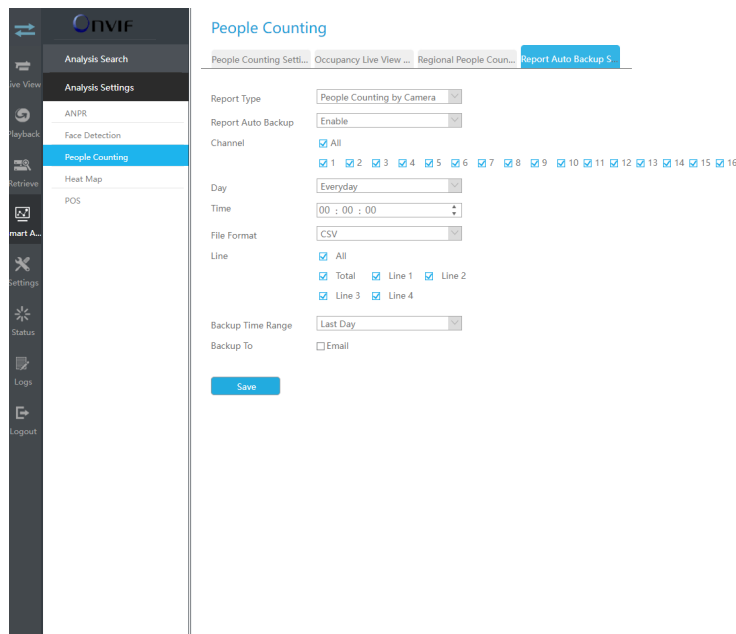 Onvif
Live View
Playback
Retrieve
mart A...
Settings
Status
Logs
Logout
Analysis Search
Analysis Settings
ANPR
Face Detection
People Counting
Heat Map
POS
People Counting
People Counting Setti... Occupancy Live View ... Regional People Coun... Report Auto Backup S
Report Type People Counting by Camera
Report Auto Backup Enable
Channel All
1 2 3 4 5 6 7 8 9 10 11 12 13 14 15 16
Day Everyday
Time 00 : 00 : 00
File Format CSV
Line All
Total Line 1 Line 2
Line 3 Line 4
Backup Time Range Last Day
Backup To Email
Save